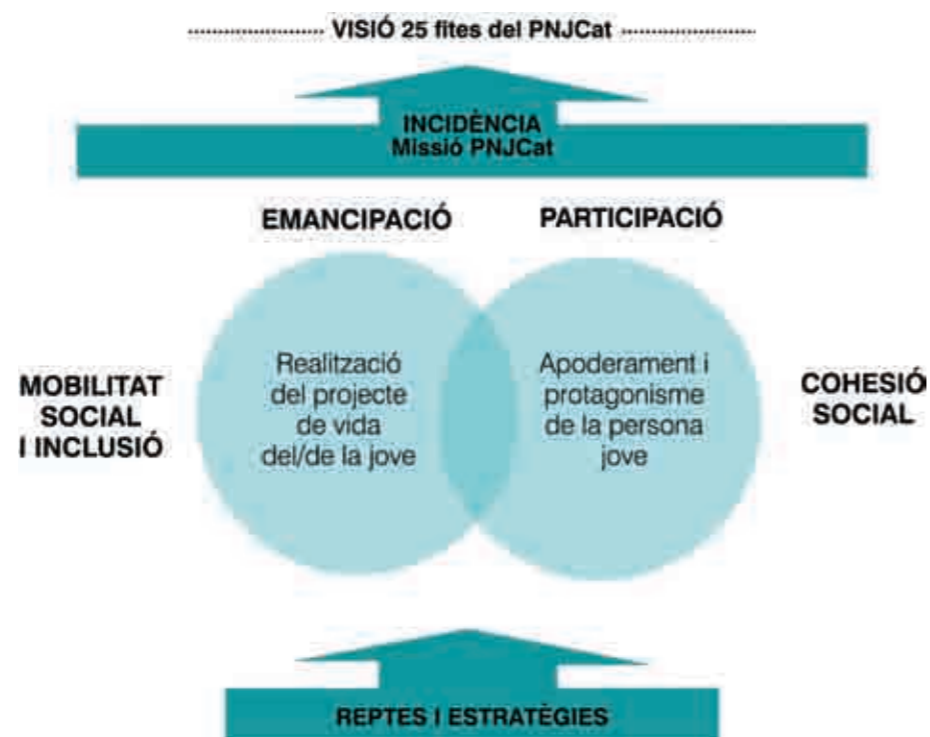 VISIÓ 25 fites del PNJCat
INCIDÈNCIA
Missió PNJCat
EMANCIPACIÓ
PARTICIPACIÓ
MOBILITAT
SOCIAL
I INCLUSIÓ
Realització
del projecte
de vida
del/de la jove
Apoderament i
protagonisme
de la persona
jove
COHESIÓ
SOCIAL
REPTES I ESTRATÈGIES